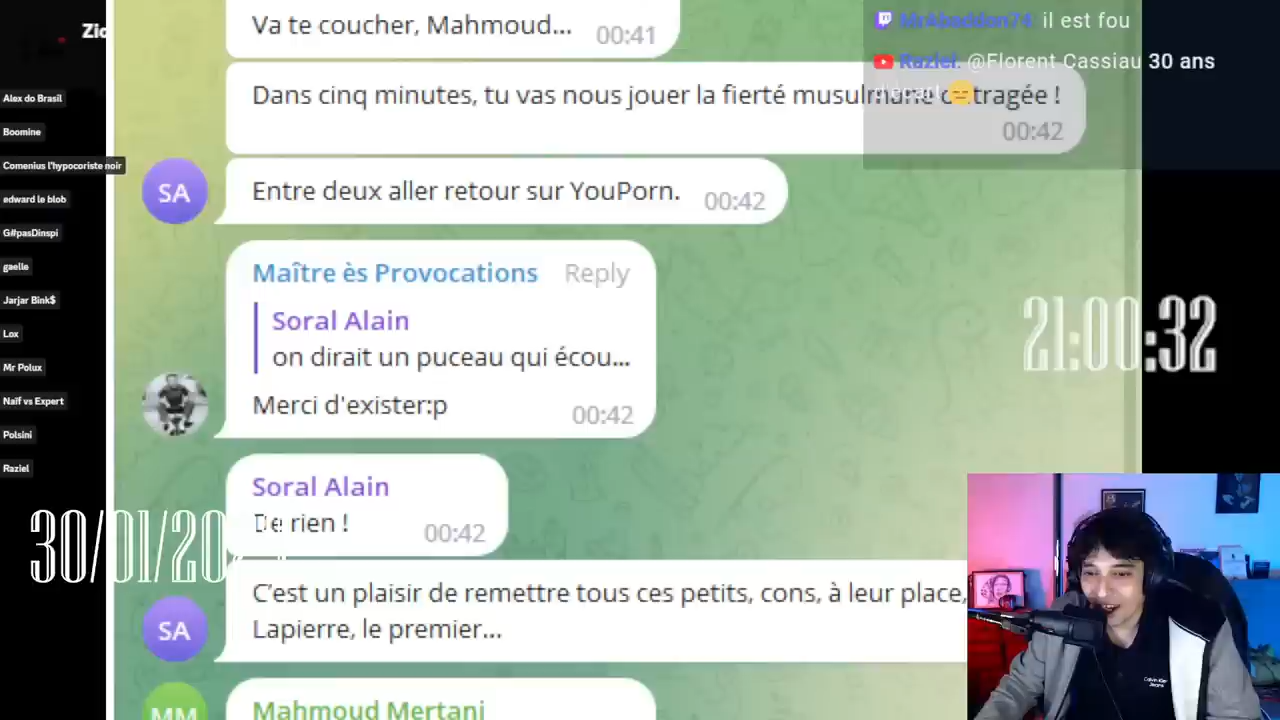 Va te coucher, Mahmoud... 00:41
Mr4baddon74 il est fou
Raziel. @Florent Cassiau 30 ans
Zio
Alex do Brasil
Dans cinq minutes, tu vas nous jouer la fierté musulmane outragée !
00:42
Boomine
Comenius l'hypocoriste noir
SA
Entre deux aller retour sur YouPorn. 00:42
edward le blob
G#pasDinspi
gaelle
Maître ès Provocations Reply
Jarjar Bink$
Soral Alain
on dirait un puceau qui écou...
21:00:32
Lox
Mr Polux
Merci d'exister:p 00:42
Naïf vs Expert
Polsini
Raziel
Soral Alain
De rien ! 00:42
30/01/20
C'est un plaisir de remettre tous ces petits, cons, à leur place,
Lapierre, le premier...
SA
Calvin Klein
Jeans
MM
Mahmoud Mertani